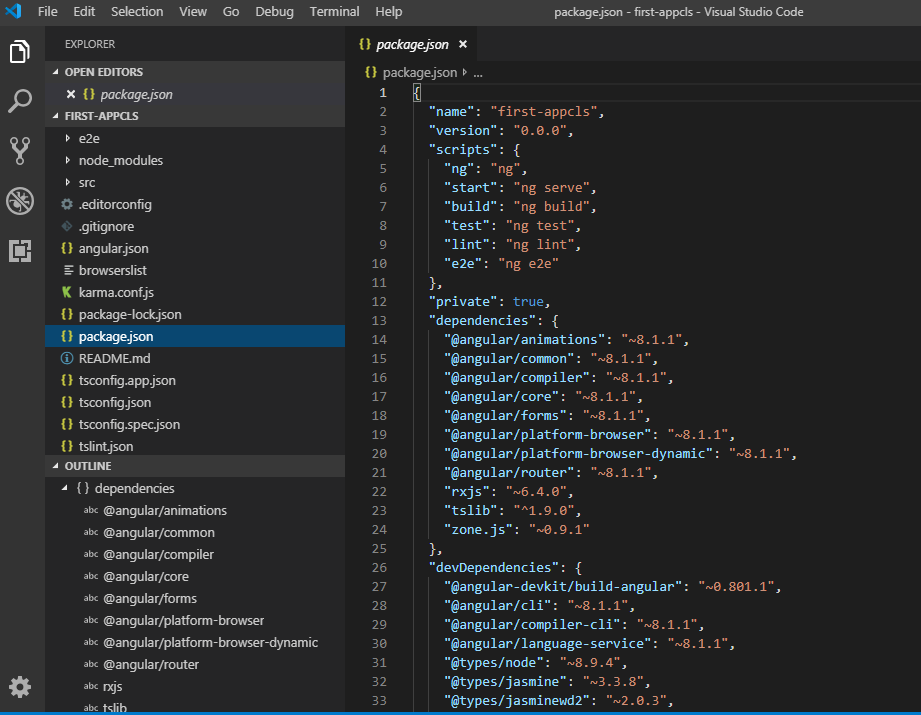 File Edit Selection View Go Debug Terminal Help package.json - first-appcls - Visual Studio Code
EXPLORER
OPEN EDITORS
{} package.json
FIRST-APPCLS
e2e
node_modules
src
.editorconfig
.gitignore
{} angular.json
browserslist
karma.conf.js
{} package-lock.json
{} package.json
README.md
{} tsconfig.app.json
{} tsconfig.json
{} tsconfig.spec.json
{} tslint.json
OUTLINE
{} dependencies
abc @angular/animations
abc @angular/common
abc @angular/compiler
abc @angular/core
abc @angular/forms
abc @angular/platform-browser
abc @angular/platform-browser-dynamic
abc @angular/router
abc rxjs
abc tslib
{} package.json ×
{} package.json › ...
1 {
2 "name": "first-appcls",
3 "version": "0.0.0",
4 "scripts": {
5 "ng": "ng",
6 "start": "ng serve",
7 "build": "ng build",
8 "test": "ng test",
9 "lint": "ng lint",
10 "e2e": "ng e2e"
11 },
12 "private": true,
13 "dependencies": {
14 "@angular/animations": "~8.1.1",
15 "@angular/common": "~8.1.1",
16 "@angular/compiler": "~8.1.1",
17 "@angular/core": "~8.1.1",
18 "@angular/forms": "~8.1.1",
19 "@angular/platform-browser": "~8.1.1",
20 "@angular/platform-browser-dynamic": "~8.1.1",
21 "@angular/router": "~8.1.1",
22 "rxjs": "~6.4.0",
23 "tslib": "^1.9.0",
24 "zone.js": "~0.9.1"
25 },
26 "devDependencies": {
27 "@angular-devkit/build-angular": "~0.801.1",
28 "@angular/cli": "~8.1.1",
29 "@angular/compiler-cli": "~8.1.1",
30 "@angular/language-service": "~8.1.1",
31 "@types/node": "~8.9.4",
32 "@types/jasmine": "~3.3.8",
33 "@types/jasminewd2": "~2.0.3",